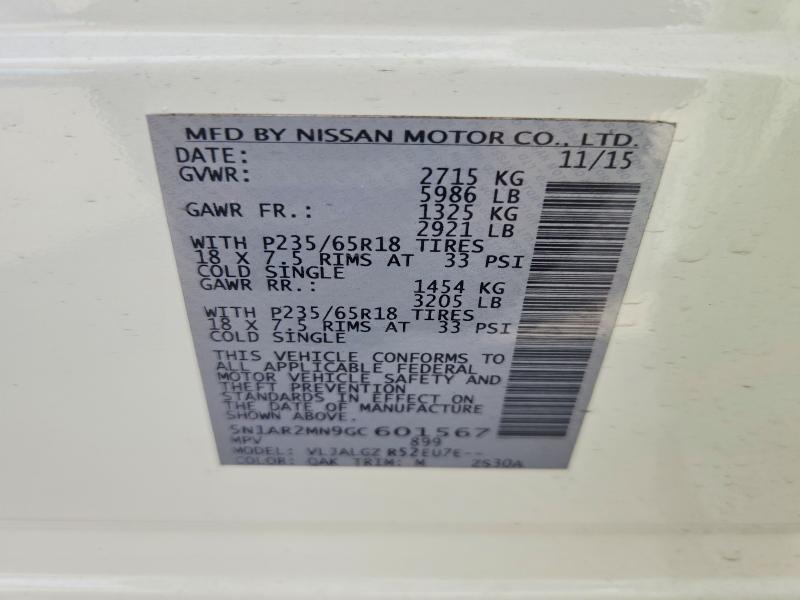 MFD BY NISSAN MOTOR CO., LTD.
DATE: 11/15
GVWR: 2715 KG
5986 LB
GAWR FR.: 1325 KG
2921 LB
WITH P235/65R18 TIRES
18 X 7.5 RIMS AT 33 PSI
COLD SINGLE
GAWR RR.: 1454 KG
3205 LB
WITH P235/65R18 TIRES
18 X 7.5 RIMS AT 33 PSI
COLD SINGLE
THIS VEHICLE CONFORMS TO
ALL APPLICABLE FEDERAL
MOTOR VEHICLE SAFETY AND
THEFT PREVENTION
STANDARDS IN EFFECT ON
THE DATE OF MANUFACTURE
SHOWN ABOVE.
5N1AR2MN9GC 601567
MPV 899
MODEL: R52EU7E--
COLOR: QAK TRIM: M ZS30A